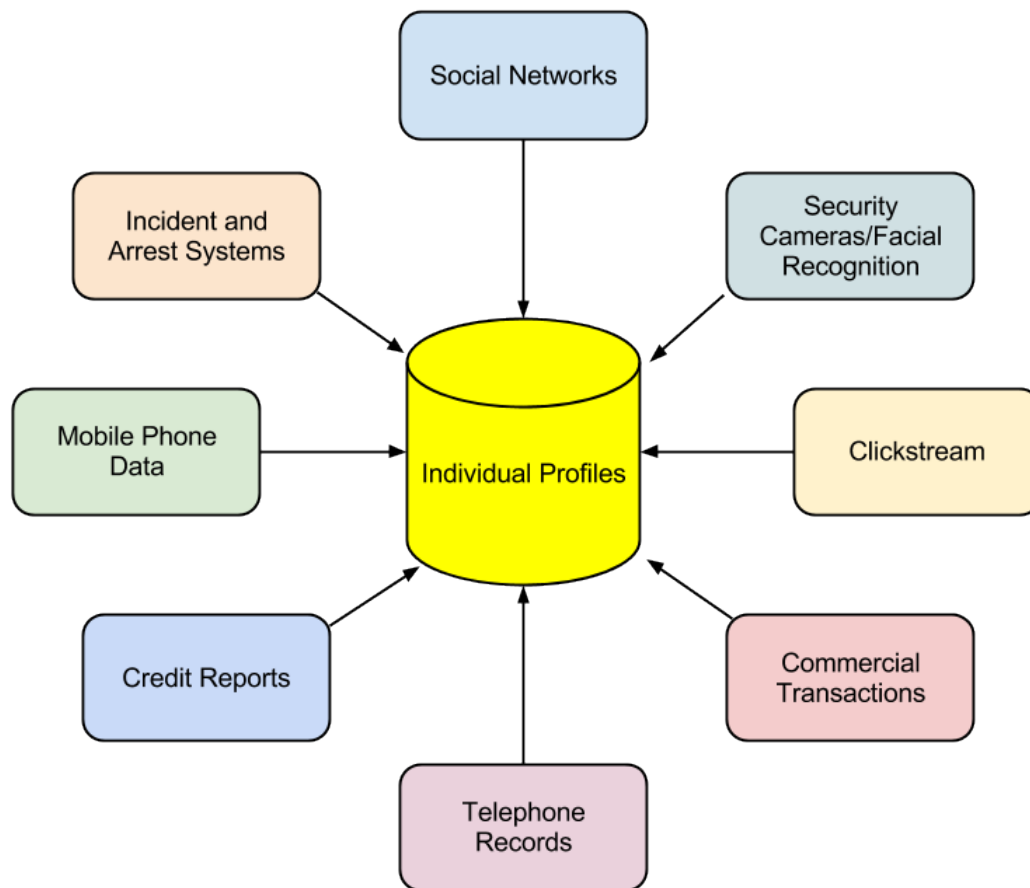 Social Networks
Incident and
Arrest Systems
Security
Cameras/Facial
Recognition
Mobile Phone
Data
Individual Profiles
Clickstream
Credit Reports
Commercial
Transactions
Telephone
Records